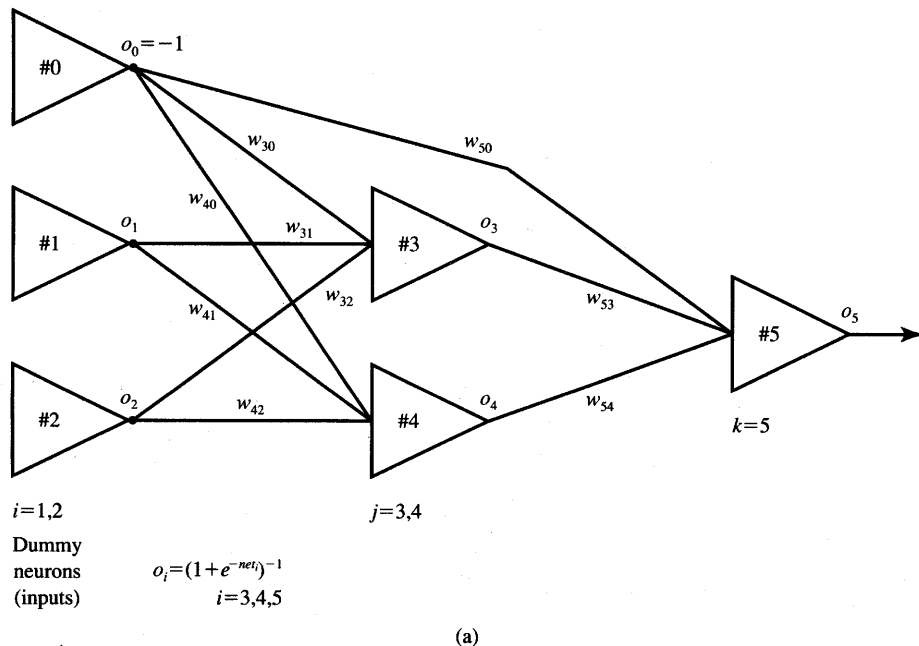 o₀=−1
#0
w₃₀
w₅₀
w₄₀
#1
o₁
w₃₁
#3
o₃
w₄₁
w₃₂
w₅₃
#5
o₅
#2
o₂
w₄₂
#4
o₄
w₅₄
k=5
i=1,2
j=3,4
Dummy
neurons
(inputs)
oᵢ=(1+e^{−netᵢ})⁻¹
i=3,4,5
(a)